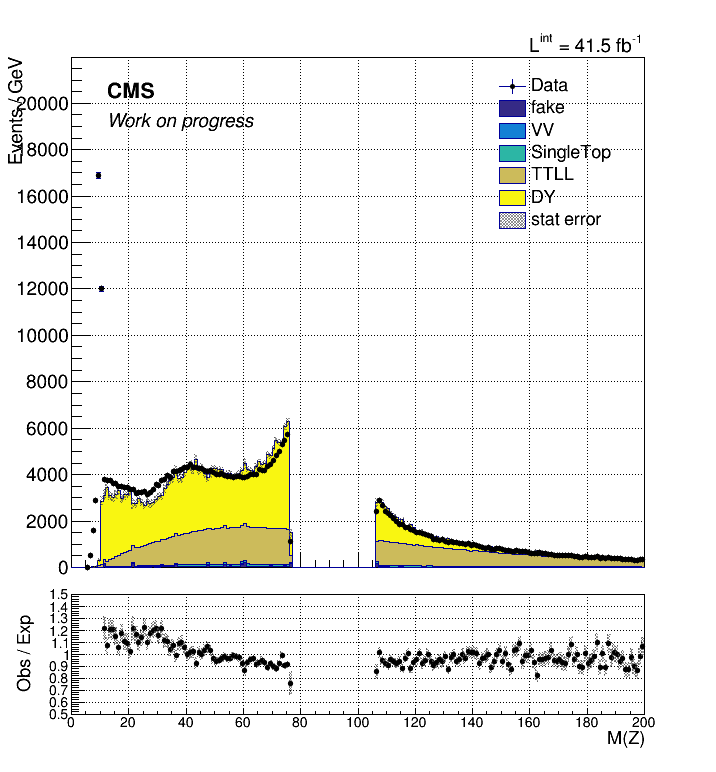 L^int = 41.5 fb^-1
Events / GeV
CMS
Work on progress
Data
fake
VV
SingleTop
TTLL
DY
stat error
20000
18000
16000
14000
12000
10000
8000
6000
4000
2000
0
Obs / Exp
1.5
1.4
1.3
1.2
1.1
1
0.9
0.8
0.7
0.6
0.5
0 20 40 60 80 100 120 140 160 180 200
M(Z)